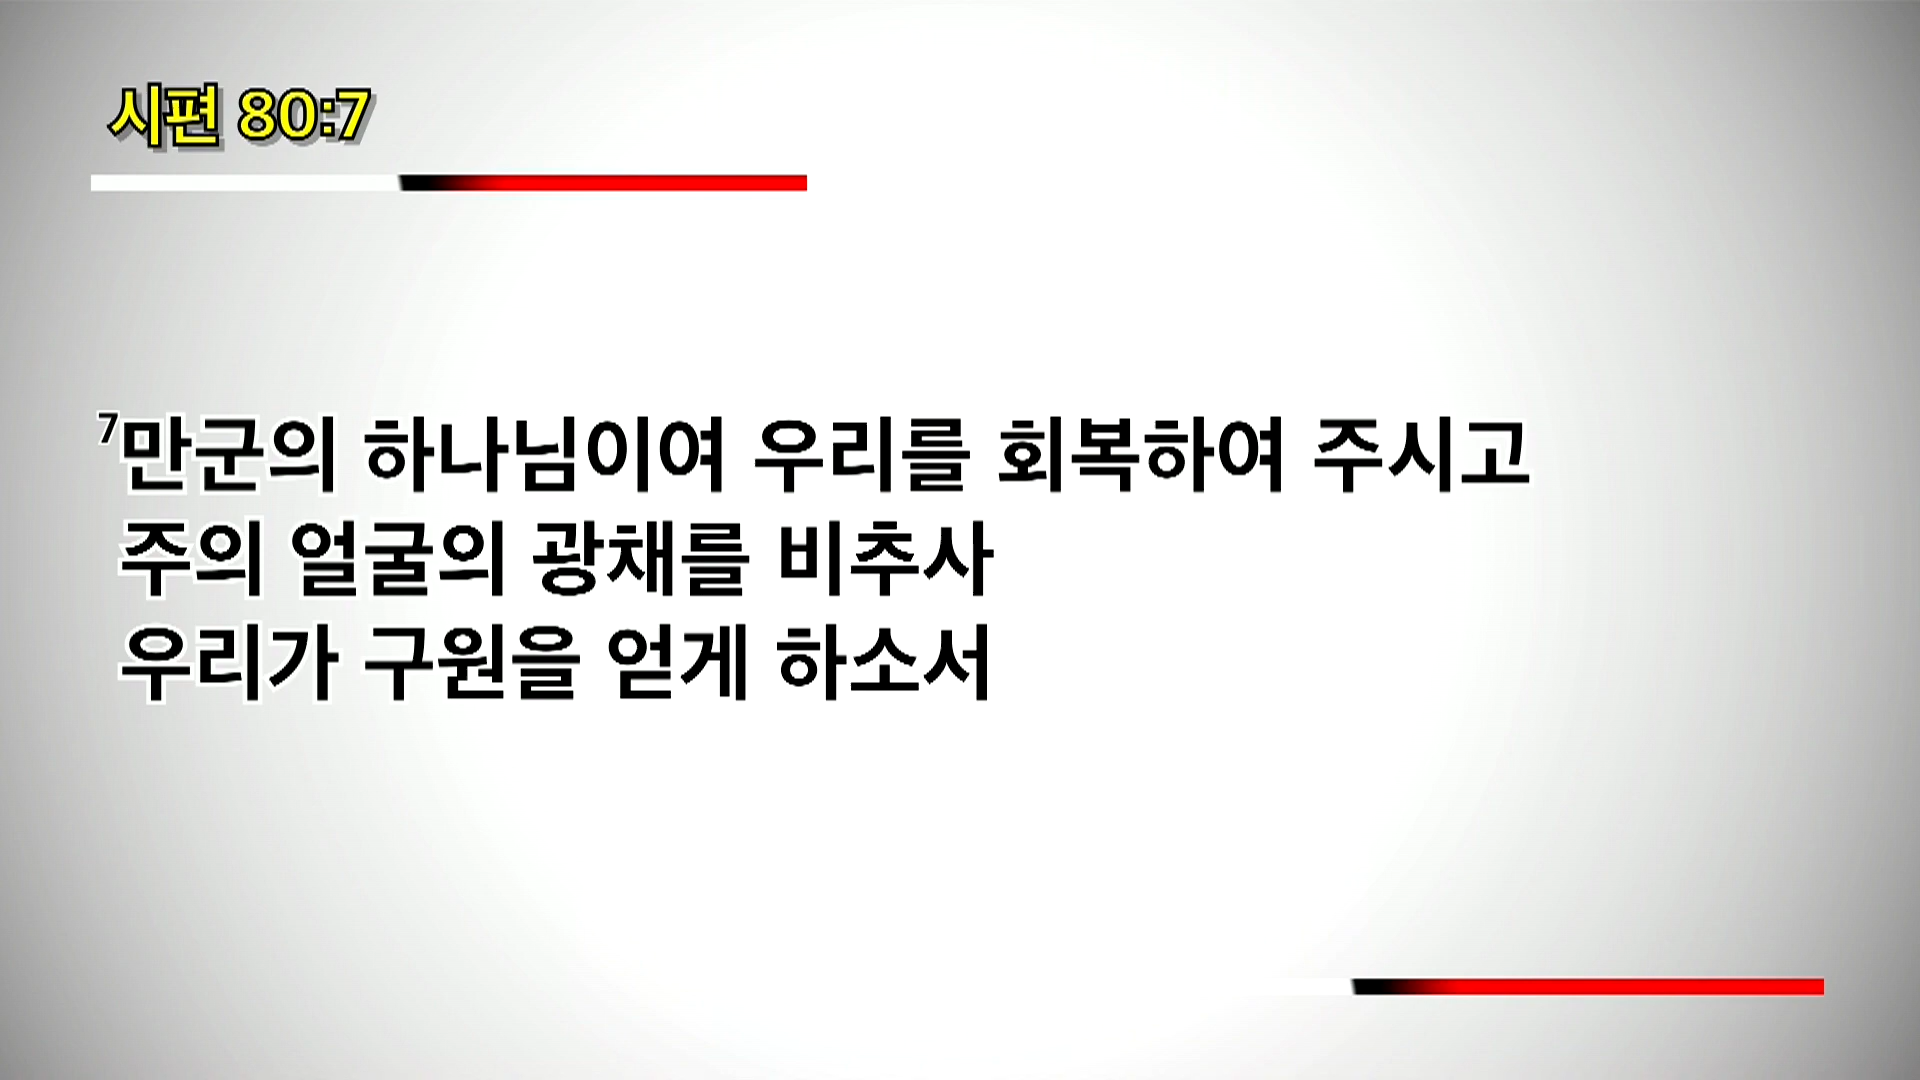 시편 80:7
7만군의 하나님이여 우리를 회복하여 주시고
주의 얼굴의 광채를 비추사
우리가 구원을 얻게 하소서